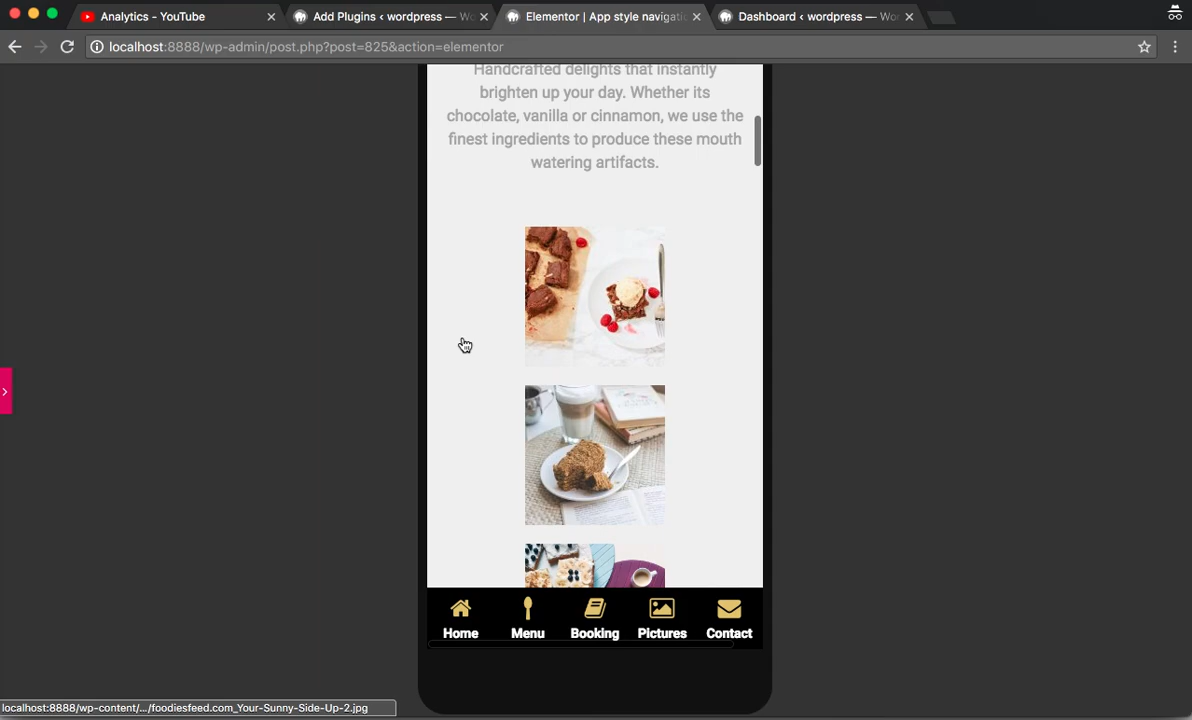 Analytics - YouTube
Add Plugins ‹ wordpress — Wo
Elementor | App style navigatio
Dashboard ‹ wordpress — Wor
localhost:8888/wp-admin/post.php?post=825&action=elementor
Handcrafted delights that instantly
brighten up your day. Whether its
chocolate, vanilla or cinnamon, we use the
finest ingredients to produce these mouth
watering artifacts.
Home Menu Booking Pictures Contact
localhost:8888/wp-content/.../foodiesfeed.com_Your-Sunny-Side-Up-2.jpg